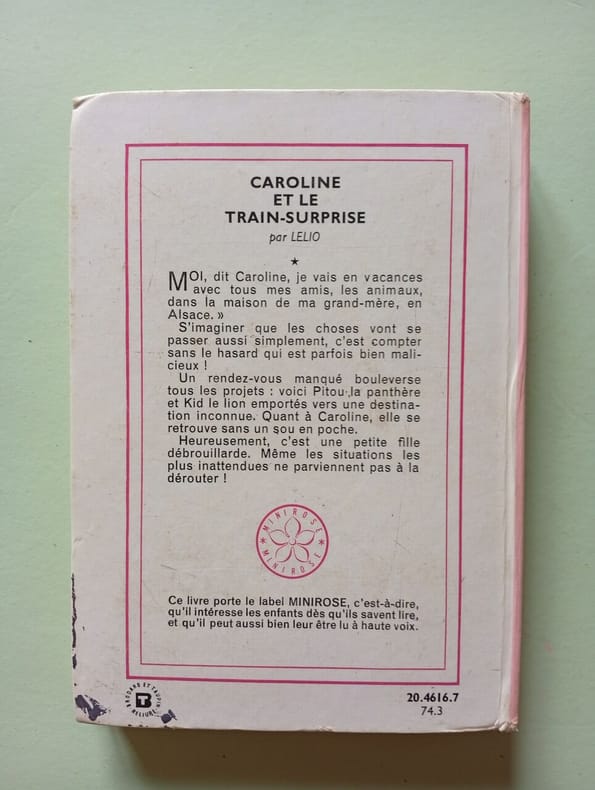 CAROLINE
ET LE
TRAIN-SURPRISE
par LELIO
★
MOI, dit Caroline, je vais en vacances
avec tous mes amis, les animaux,
dans la maison de ma grand-mère, en
Alsace. »
S'imaginer que les choses vont se
passer aussi simplement, c'est compter
sans le hasard qui est parfois bien mali-
cieux !
Un rendez-vous manqué bouleverse
tous les projets : voici Pitou la panthère
et Kid le lion emportés vers une destina-
tion inconnue. Quant à Caroline, elle se
retrouve sans un sou en poche.
Heureusement, c'est une petite fille
débrouillarde. Même les situations les
plus inattendues ne parviennent pas à la
dérouter !
MINIROSE ★ MINIROSE ★
Ce livre porte le label MINIROSE, c'est-à-dire,
qu'il intéresse les enfants dès qu'ils savent lire,
et qu'il peut aussi bien leur être lu à haute voix.
BRODARD ET TAUPIN
BT
RELIURE
20.4616.7
74.3